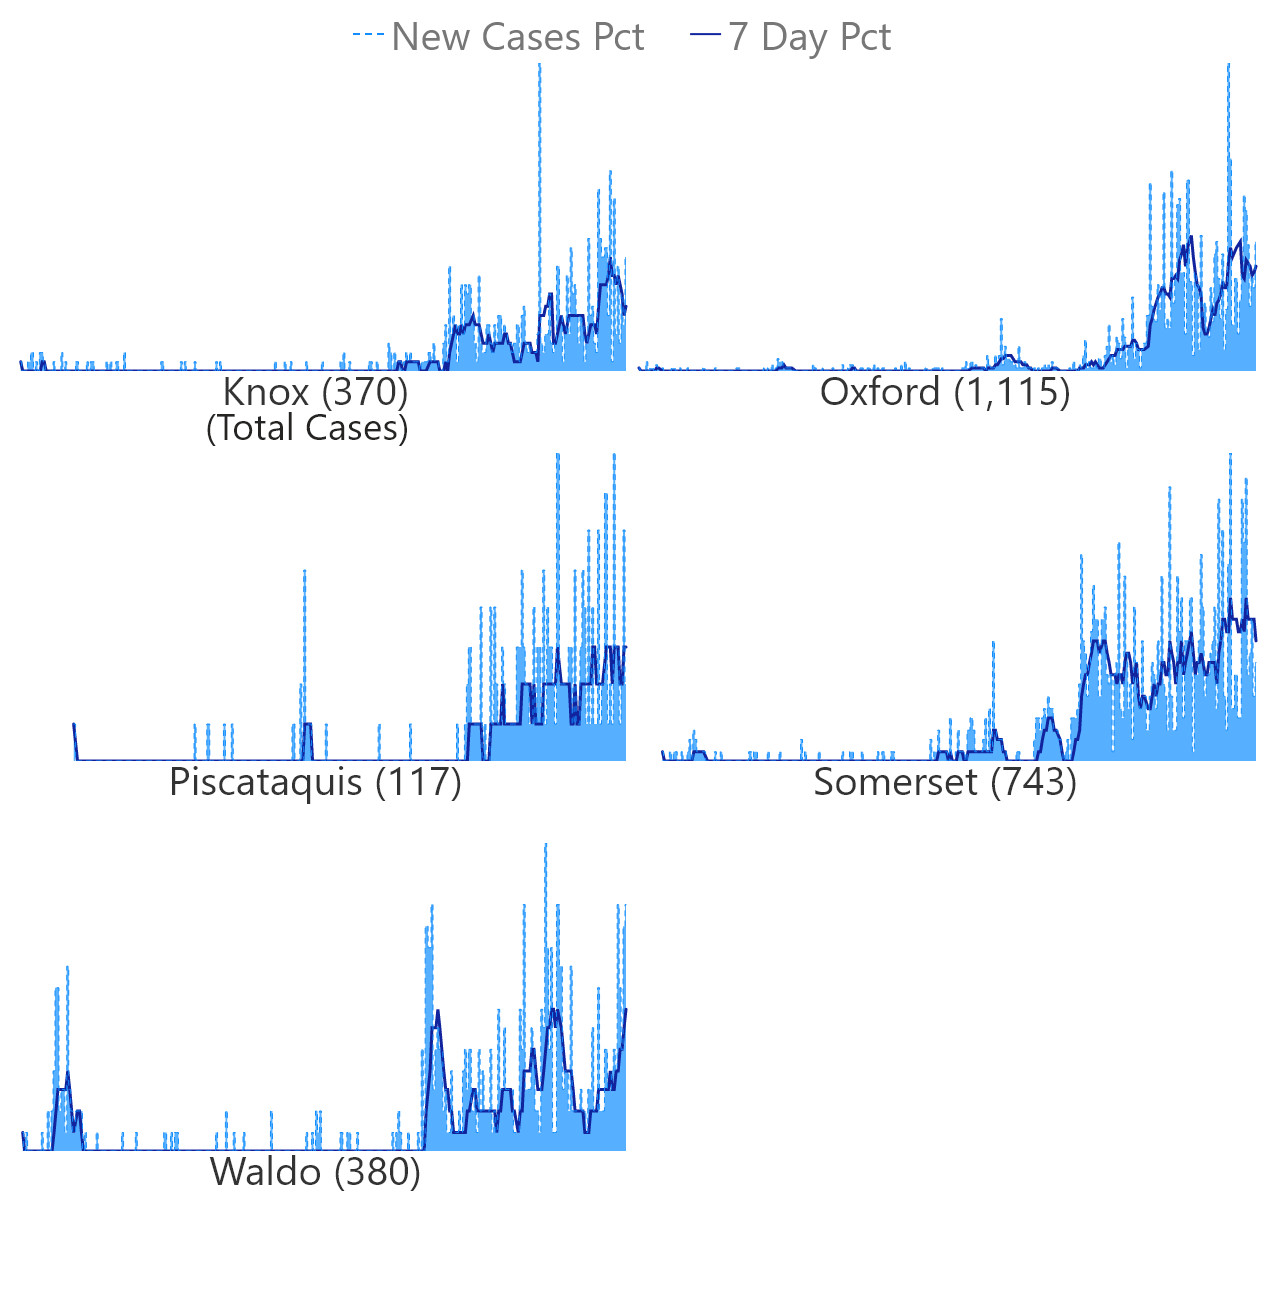 New Cases Pct 7 Day Pct
Knox (370) Oxford (1,115)
(Total Cases)
Piscataquis (117) Somerset (743)
Waldo (380)